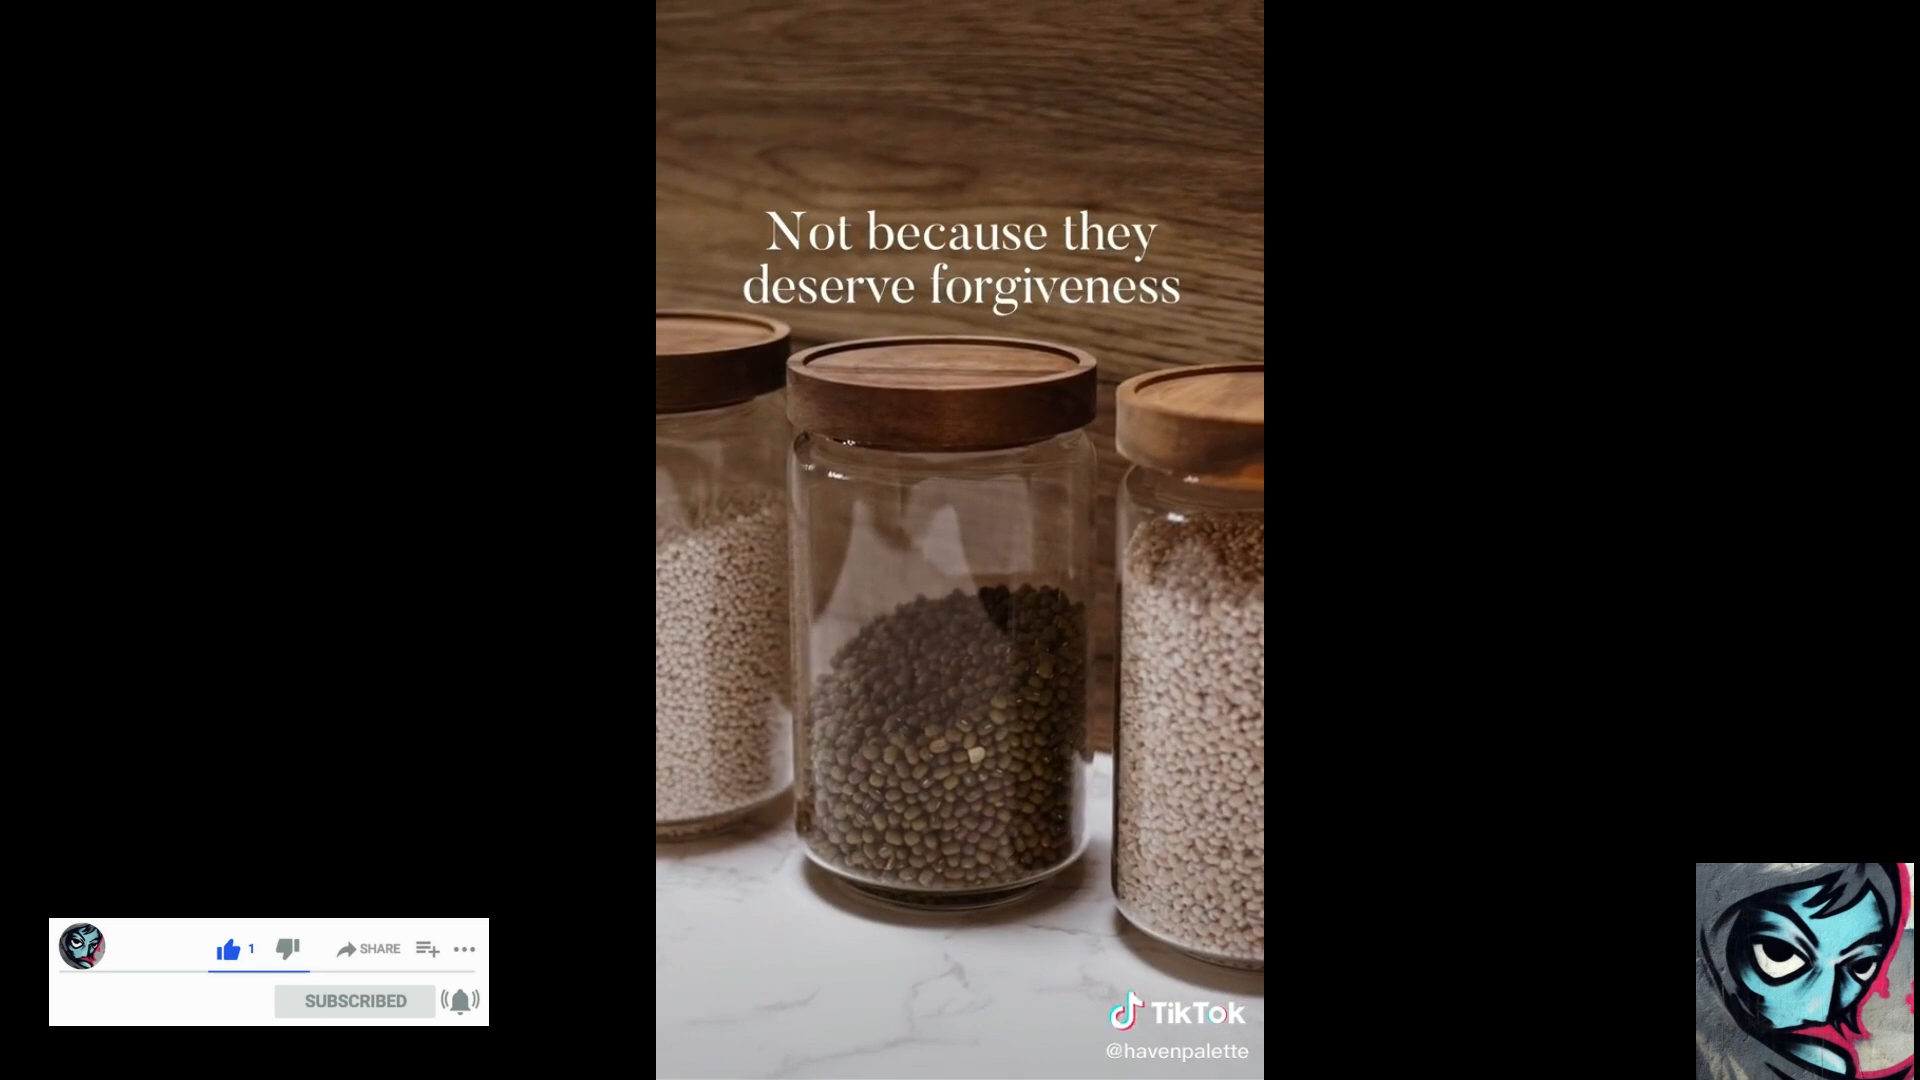 Not because they
deserve forgiveness
1
SHARE
SUBSCRIBED
TikTok
@havenpalette